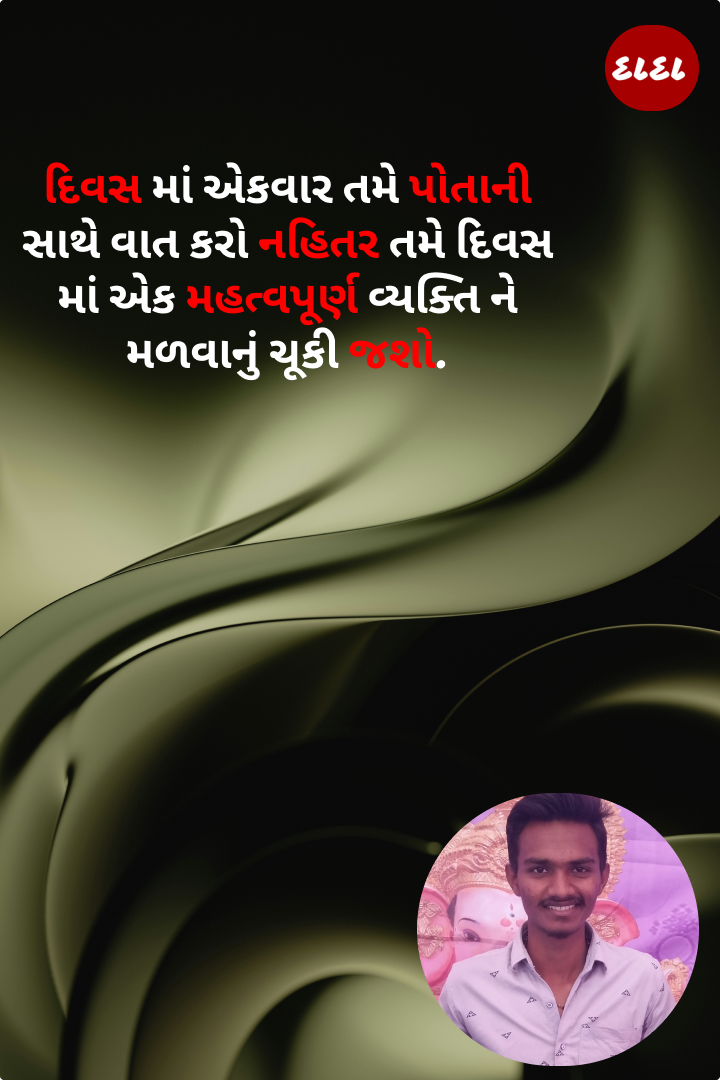 દાદા
દિવસ માં એકવાર તમે પોતાની
સાથે વાત કરો નહિતર તમે દિવસ
માં એક મહત્વપૂર્ણ વ્યક્તિ ને
મળવાનું ચૂકી જશો.